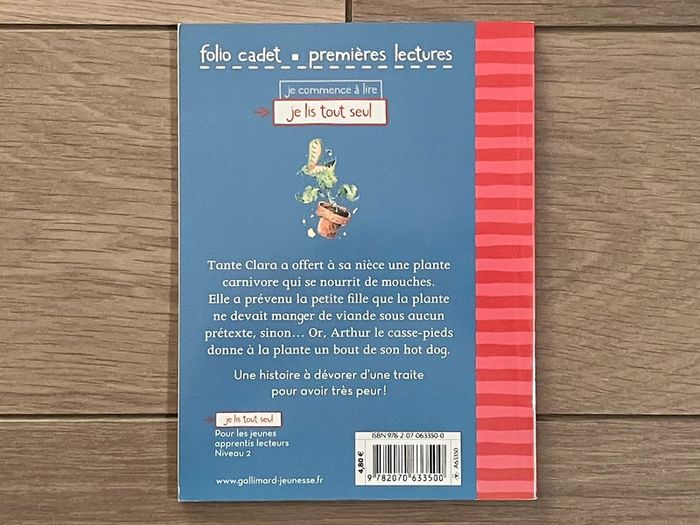 folio cadet ▪ premières lectures
je commence à lire
je lis tout seul
Tante Clara a offert à sa nièce une plante
carnivore qui se nourrit de mouches.
Elle a prévenu la petite fille que la plante
ne devait manger de viande sous aucun
prétexte, sinon... Or, Arthur le casse-pieds
donne à la plante un bout de son hot dog.
Une histoire à dévorer d'une traite
pour avoir très peur !
je lis tout seul
Pour les jeunes
apprentis lecteurs
Niveau 2
www.gallimard-jeunesse.fr
ISBN 978-2-07-063350-0
4,80 €
9 782070 633500
A63350